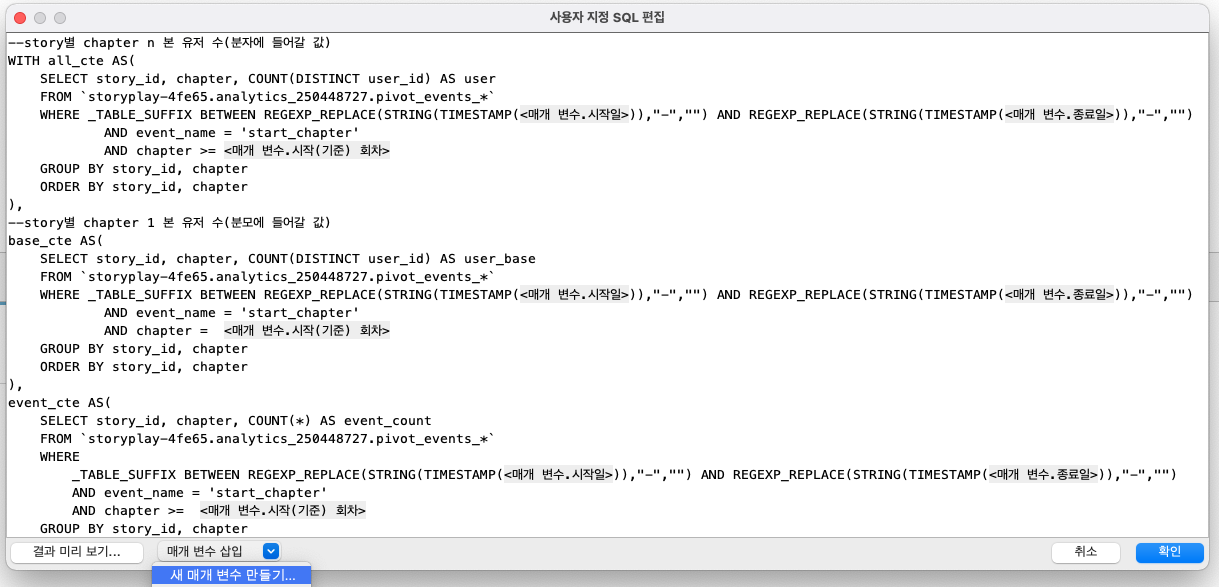 사용자 지정 SQL 편집
--story별 chapter n 본 유저 수(분자에 들어갈 값)
WITH all_cte AS(
    SELECT story_id, chapter, COUNT(DISTINCT user_id) AS user
    FROM `storyplay-4fe65.analytics_250448727.pivot_events_*`
    WHERE _TABLE_SUFFIX BETWEEN REGEXP_REPLACE(STRING(TIMESTAMP(<매개 변수.시작일>)),"-","") AND REGEXP_REPLACE(STRING(TIMESTAMP(<매개 변수.종료일>)),"-","")
            AND event_name = 'start_chapter'
            AND chapter >= <매개 변수.시작(기준) 회차>
    GROUP BY story_id, chapter
    ORDER BY story_id, chapter
),
--story별 chapter 1 본 유저 수(분모에 들어갈 값)
base_cte AS(
    SELECT story_id, chapter, COUNT(DISTINCT user_id) AS user_base
    FROM `storyplay-4fe65.analytics_250448727.pivot_events_*`
    WHERE _TABLE_SUFFIX BETWEEN REGEXP_REPLACE(STRING(TIMESTAMP(<매개 변수.시작일>)),"-","") AND REGEXP_REPLACE(STRING(TIMESTAMP(<매개 변수.종료일>)),"-","")
            AND event_name = 'start_chapter'
            AND chapter =  <매개 변수.시작(기준) 회차>
    GROUP BY story_id, chapter
    ORDER BY story_id, chapter
),
event_cte AS(
    SELECT story_id, chapter, COUNT(*) AS event_count
    FROM `storyplay-4fe65.analytics_250448727.pivot_events_*`
    WHERE
        _TABLE_SUFFIX BETWEEN REGEXP_REPLACE(STRING(TIMESTAMP(<매개 변수.시작일>)),"-","") AND REGEXP_REPLACE(STRING(TIMESTAMP(<매개 변수.종료일>)),"-","")
        AND event_name = 'start_chapter'
        AND chapter >=  <매개 변수.시작(기준) 회차>
    GROUP BY story_id, chapter
결과 미리 보기... 매개 변수 삽입 취소 확인
새 매개 변수 만들기...